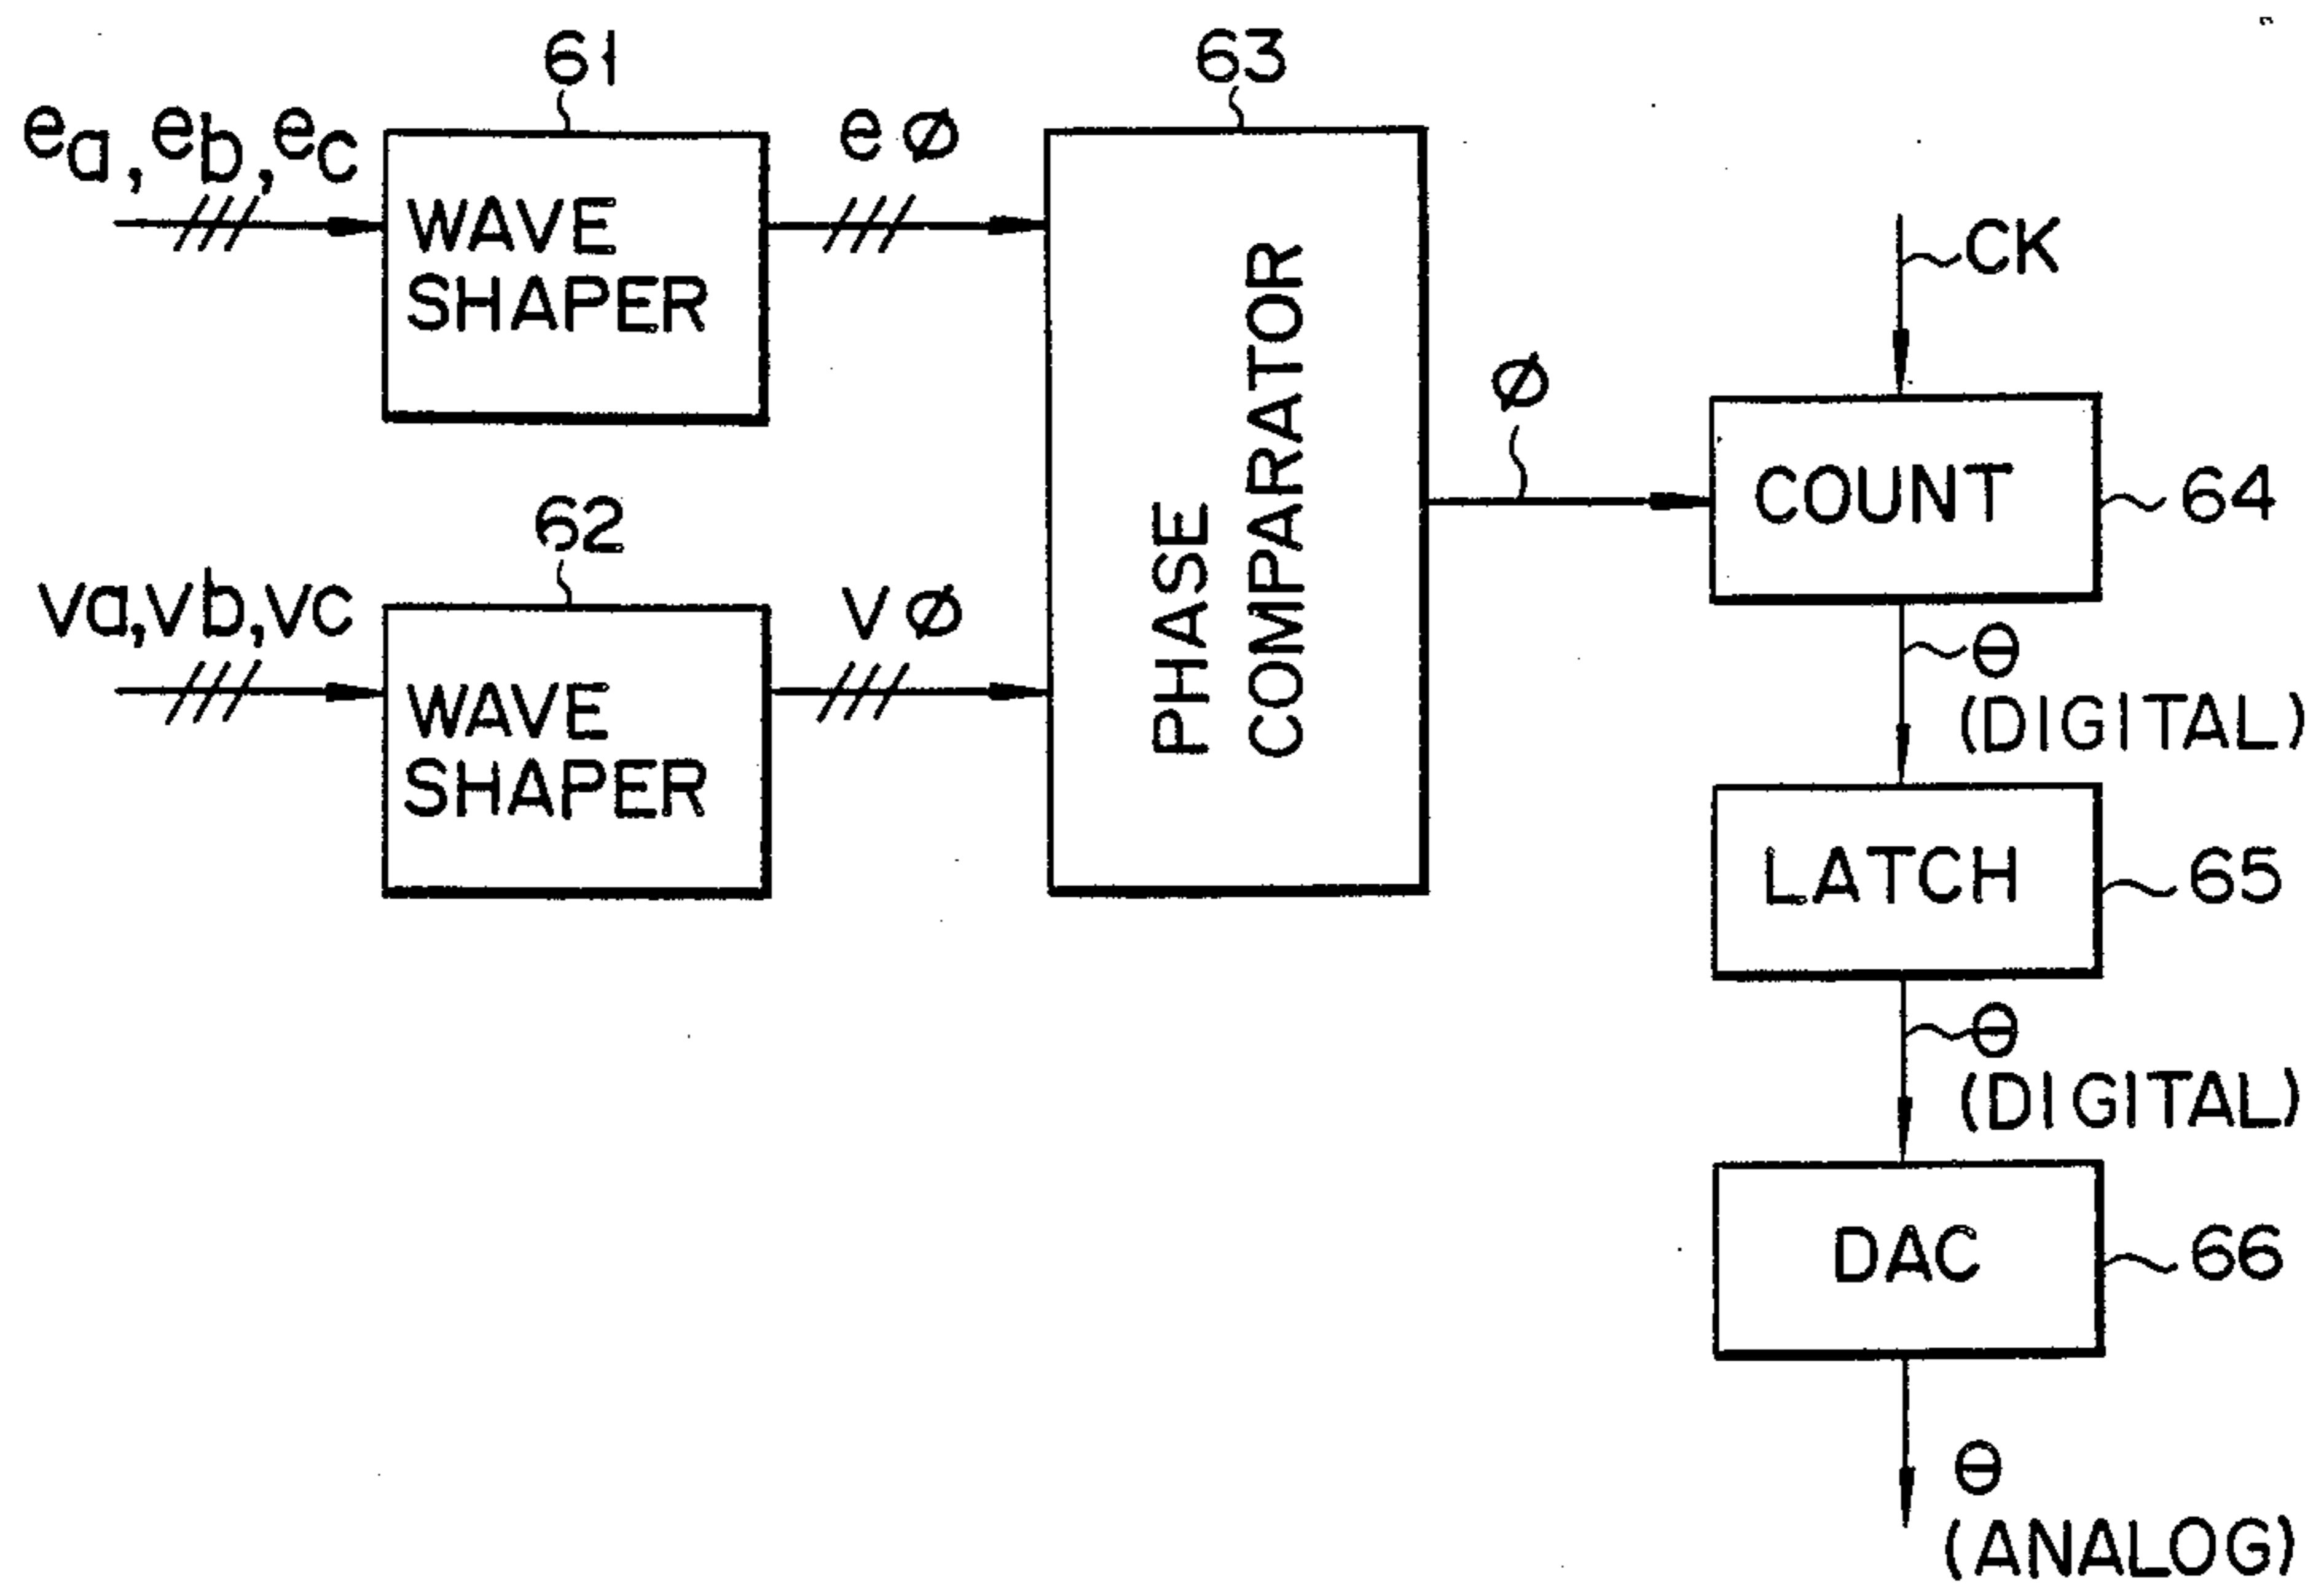 61
ea, eb, ec
WAVE
SHAPER
eø
63
PHASE
COMPARATOR
62
va, vb, vc
WAVE
SHAPER
vø
ø
CK
COUNT
64
θ
(DIGITAL)
LATCH
65
θ
(DIGITAL)
DAC
66
θ
(ANALOG)